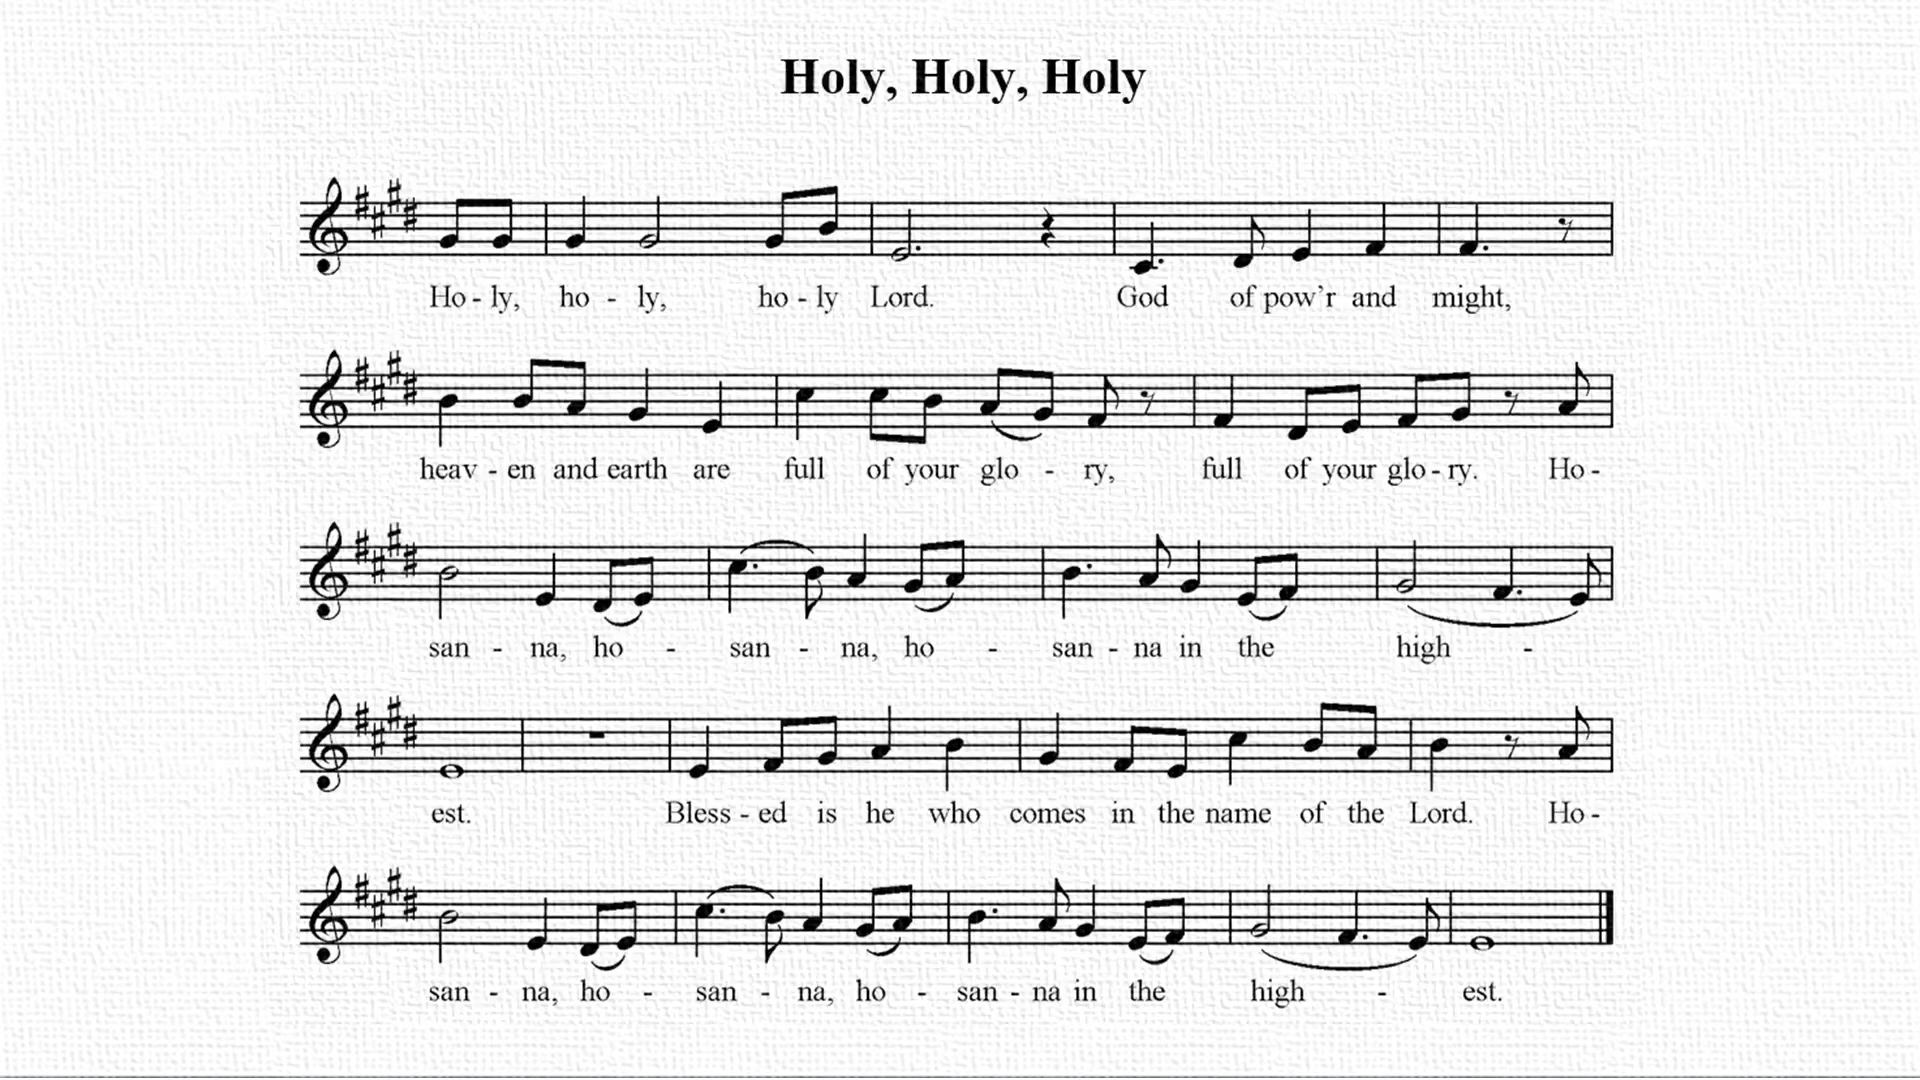 Holy, Holy, Holy
Ho - ly, ho - ly, ho - ly Lord. God of pow’r and might,
heav - en and earth are full of your glo - ry, full of your glo - ry. Ho -
san - na, ho - san - na, ho - san - na in the high -
est. Bless - ed is he who comes in the name of the Lord. Ho -
san - na, ho - san - na, ho - san - na in the high - est.